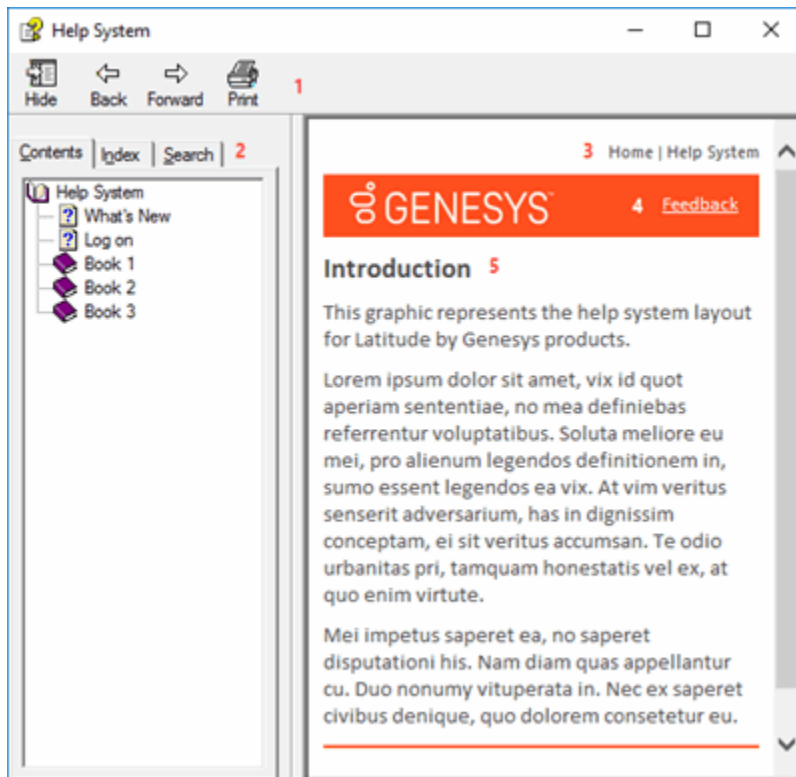 Help System
Hide Back Forward Print 1
Contents Index Search 2
Help System
What's New
Log on
Book 1
Book 2
Book 3
3 Home | Help System
GENESYS™ 4 Feedback
Introduction 5
This graphic represents the help system layout
for Latitude by Genesys products.
Lorem ipsum dolor sit amet, vix id quot
aperiam sententiae, no mea definiebas
referrentur voluptatibus. Soluta meliore eu
mei, pro alienum legendos definitionem in,
sumo essent legendos ea vix. At vim veritus
senserit adversarium, has in dignissim
conceptam, ei sit veritus accumsan. Te odio
urbanitas pri, tamquam honestatis vel ex, at
quo enim virtute.
Mei impetus saperet ea, no saperet
disputationi his. Nam diam quas appellantur
cu. Duo nonumy vituperata in. Nec ex saperet
civibus denique, quo dolorem consetetur eu.